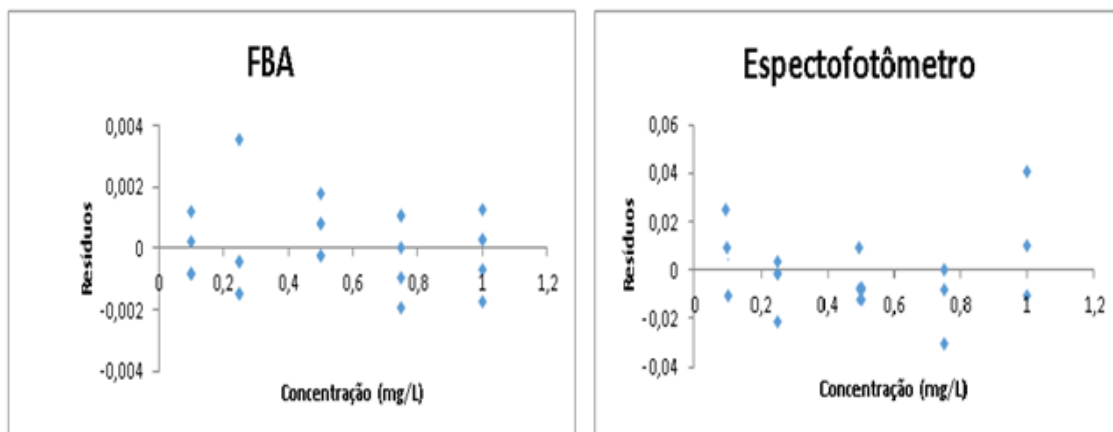 FBA
0,004
0,002
0
-0,002
-0,004
0 0,2 0,4 0,6 0,8 1 1,2
Resíduos
Concentração (mg/L)
Espectofotômetro
0,06
0,04
0,02
0
-0,02
-0,04
0 0,2 0,4 0,6 0,8 1 1,2
Resíduos
Concentração (mg/L)